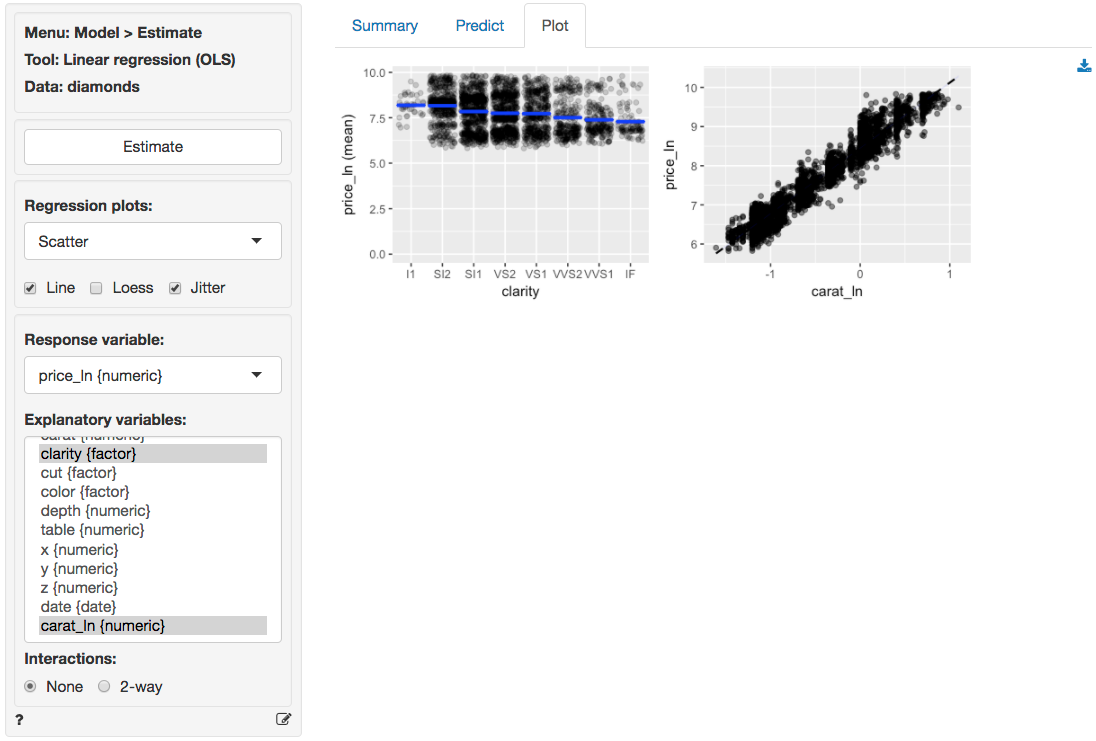 Menu: Model > Estimate
Tool: Linear regression (OLS)
Data: diamonds
Estimate
Regression plots:
Scatter
Line Loess Jitter
Response variable:
price_ln {numeric}
Explanatory variables:
carat {numeric}
clarity {factor}
cut {factor}
color {factor}
depth {numeric}
table {numeric}
x {numeric}
y {numeric}
z {numeric}
date {date}
carat_ln {numeric}
Interactions:
None 2-way
?
Summary Predict Plot
price_ln (mean)
10.0
7.5
5.0
2.5
0.0
I1 SI2 SI1 VS2 VS1 VVS2 VVS1 IF
clarity
price_ln
10
9
8
7
6
-1 0 1
carat_ln